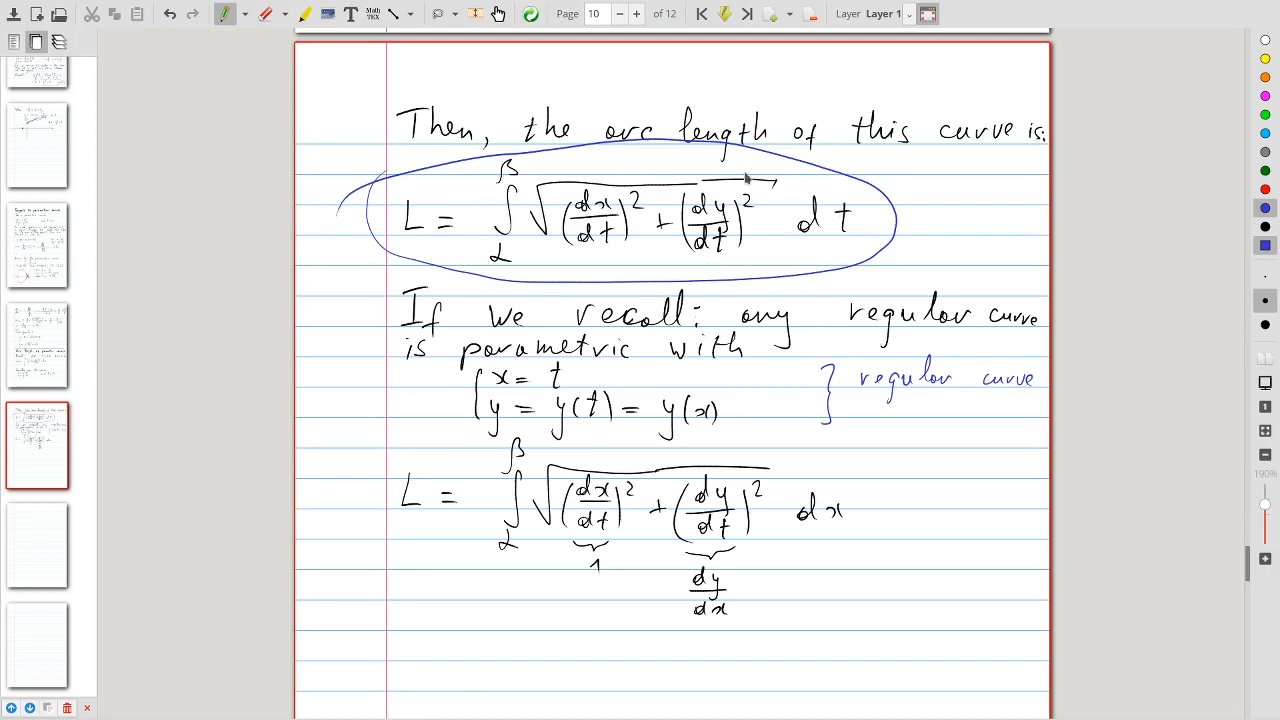 Page 10 of 12 Layer Layer 1
Then, the arc length of this curve is:
L = ∫_α^β √((dx/dt)² + (dy/dt)²) dt
If we recall: any regular curve
is parametric with
{ x = t
y = y(t) = y(x) } regular curve
L = ∫_α^β √((dx/dt)² + (dy/dt)²) dx
1
dy/dx
190%